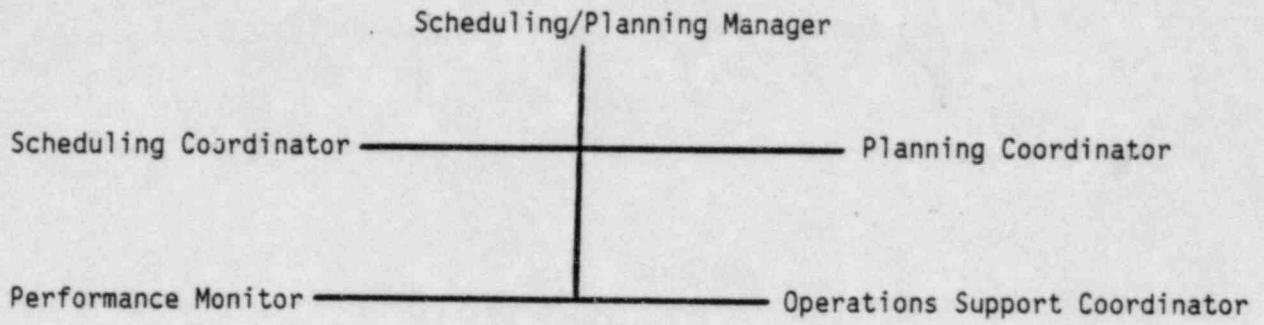 Scheduling/Planning Manager
Scheduling Coordinator
Planning Coordinator
Performance Monitor
Operations Support Coordinator